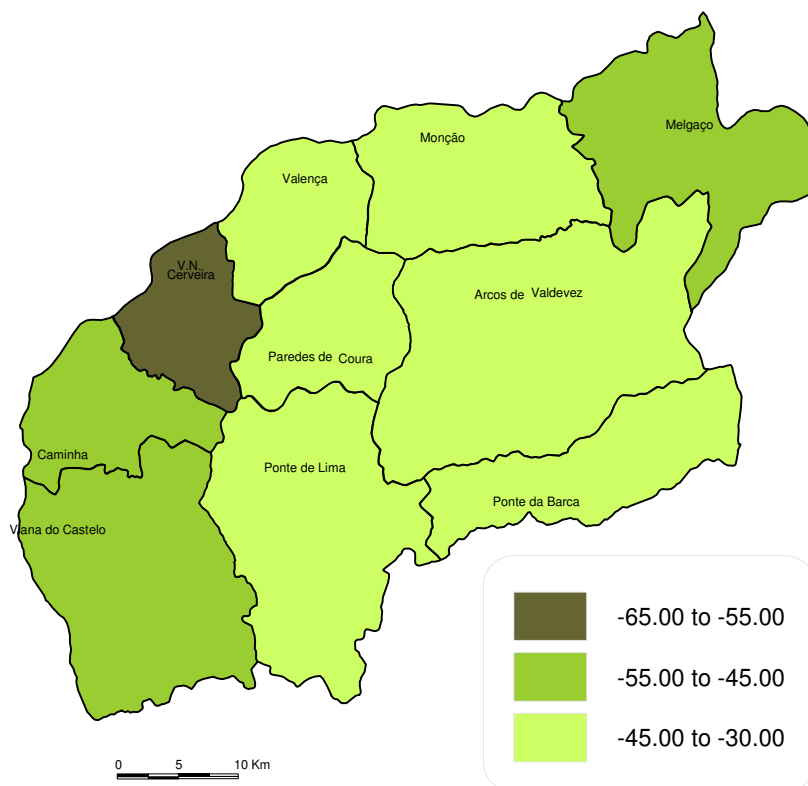 Melgaço
Monção
Valença
V.N.
Cerveira
Arcos de Valdevez
Paredes de Coura
Caminha
Ponte de Lima
Ponte da Barca
Viana do Castelo
-65.00 to -55.00
-55.00 to -45.00
-45.00 to -30.00
0 5 10 Km